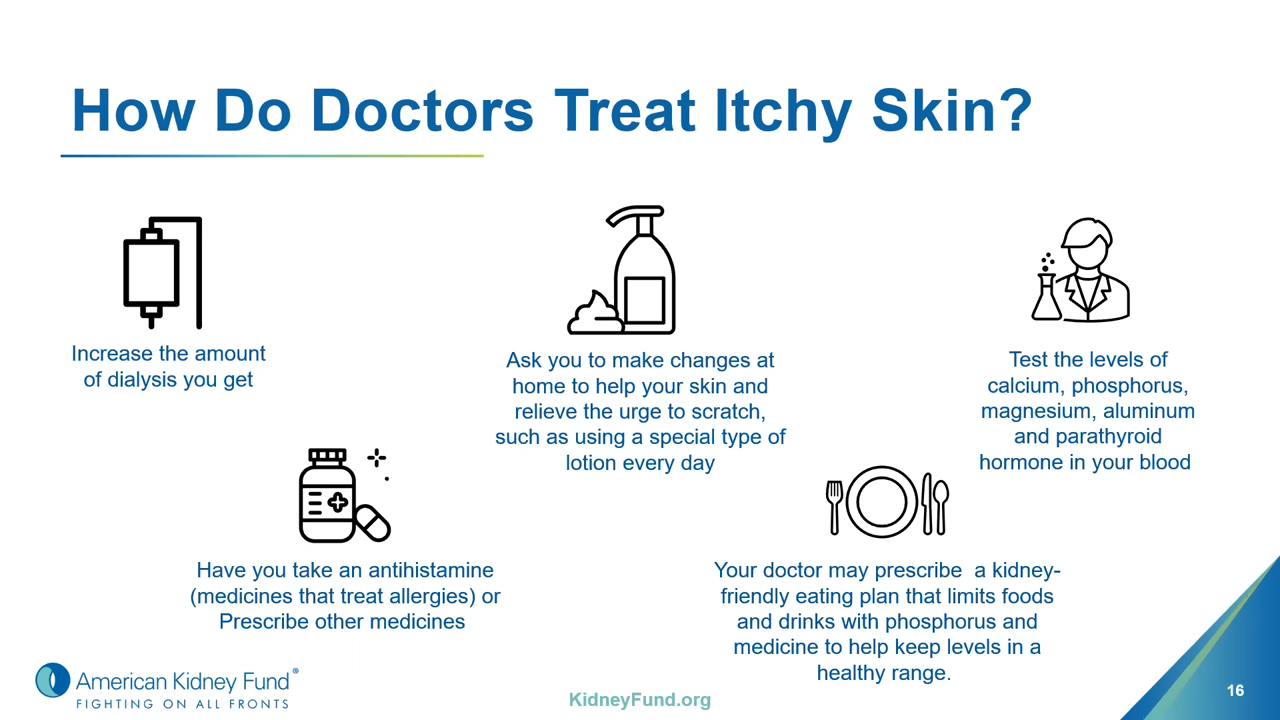 How Do Doctors Treat Itchy Skin?
Increase the amount
of dialysis you get
Ask you to make changes at
home to help your skin and
relieve the urge to scratch,
such as using a special type of
lotion every day
Test the levels of
calcium, phosphorus,
magnesium, aluminum
and parathyroid
hormone in your blood
Have you take an antihistamine
(medicines that treat allergies) or
Prescribe other medicines
Your doctor may prescribe  a kidney-
friendly eating plan that limits foods
and drinks with phosphorus and
medicine to help keep levels in a
healthy range.
American Kidney Fund®
FIGHTING ON ALL FRONTS
KidneyFund.org
16